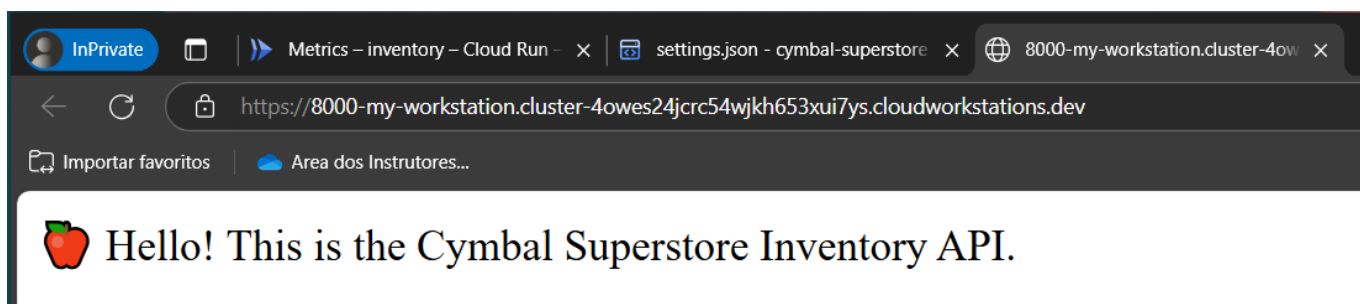 InPrivate
Metrics – inventory – Cloud Run –
settings.json - cymbal-superstore
8000-my-workstation.cluster-4ow
https://8000-my-workstation.cluster-4owes24jcrc54wjkh653xui7ys.cloudworkstations.dev
Importar favoritos
Area dos Instrutores...
Hello! This is the Cymbal Superstore Inventory API.